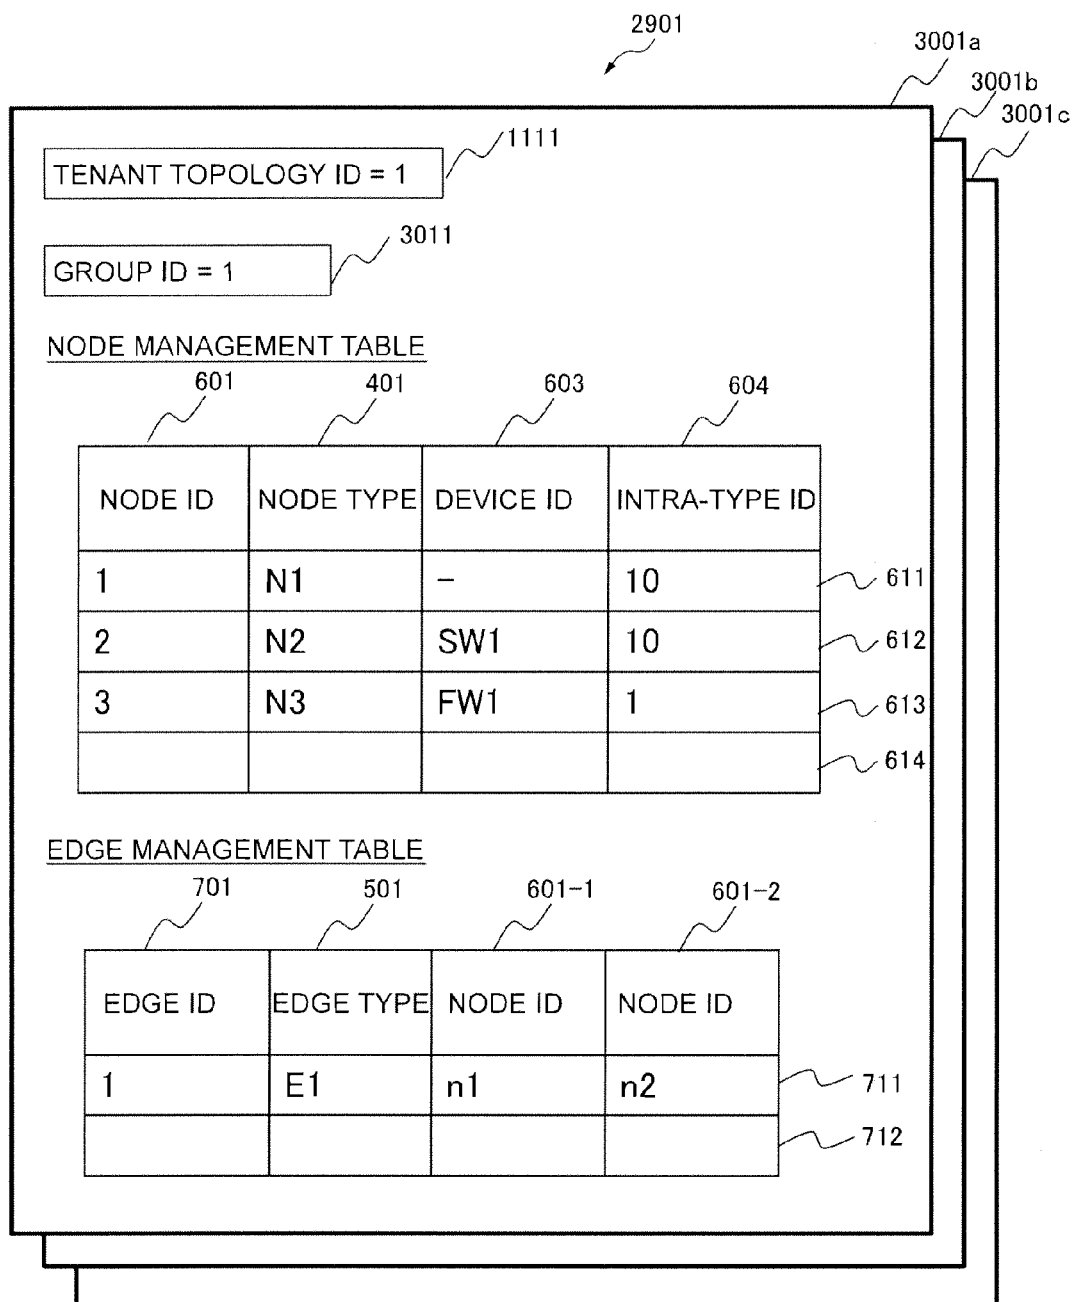 2901
3001a
3001b
3001c
1111
TENANT TOPOLOGY ID = 1
3011
GROUP ID = 1
NODE MANAGEMENT TABLE
601 401 603 604
NODE ID NODE TYPE DEVICE ID INTRA-TYPE ID
1 N1 - 10 611
2 N2 SW1 10 612
3 N3 FW1 1 613
614
EDGE MANAGEMENT TABLE
701 501 601-1 601-2
EDGE ID EDGE TYPE NODE ID NODE ID
1 E1 n1 n2 711
712